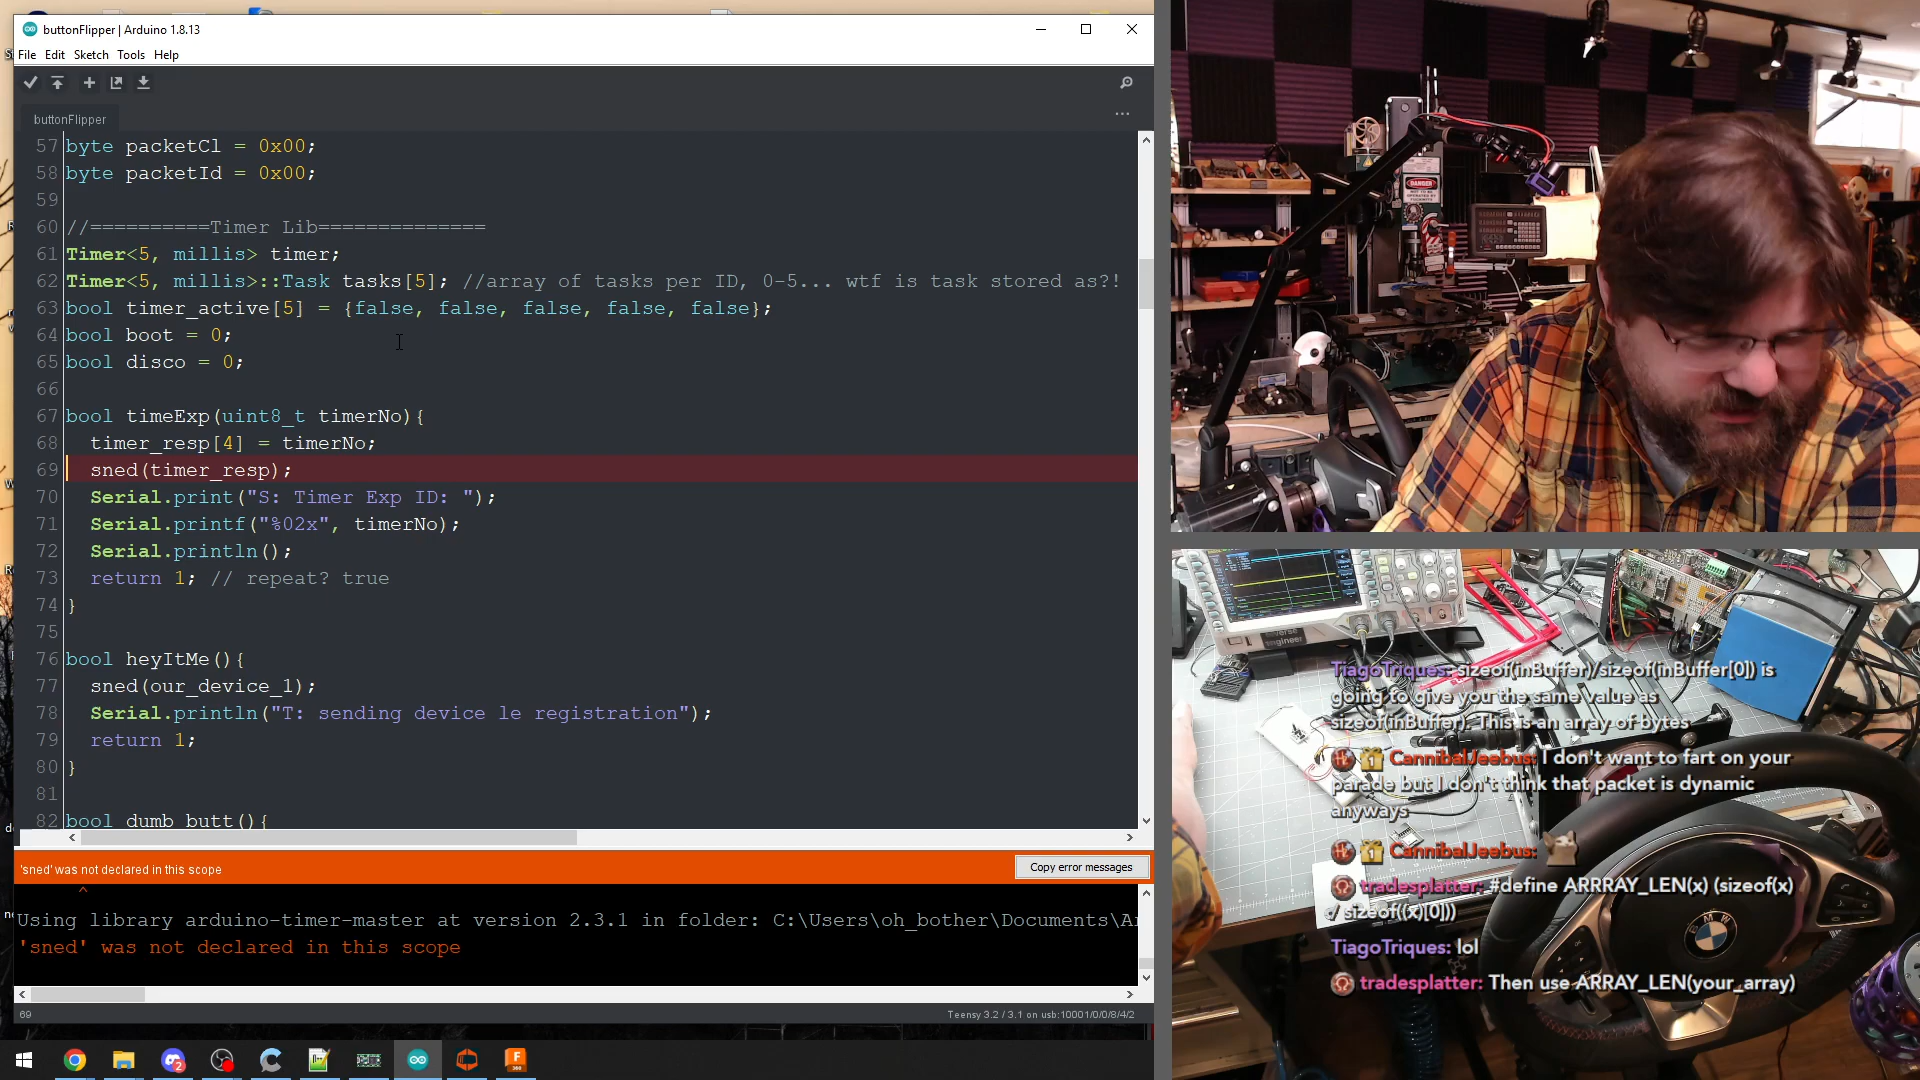 buttonFlipper | Arduino 1.8.13
File Edit Sketch Tools Help
buttonFlipper
57 byte packetCl = 0x00;
58 byte packetId = 0x00;
59
60 //==========Timer Lib==============
61 Timer<5, millis> timer;
62 Timer<5, millis>::Task tasks[5]; //array of tasks per ID, 0-5... wtf is task stored as?!
63 bool timer_active[5] = {false, false, false, false, false};
64 bool boot = 0;
65 bool disco = 0;
66
67 bool timeExp(uint8_t timerNo){
68 timer_resp[4] = timerNo;
69 sned(timer_resp);
70 Serial.print("S: Timer Exp ID: ");
71 Serial.printf("%02x", timerNo);
72 Serial.println();
73 return 1; // repeat? true
74 }
75
76 bool heyItMe(){
77 sned(our_device_1);
78 Serial.println("T: sending device le registration");
79 return 1;
80 }
81
82 bool dumb butt(){
'sned' was not declared in this scope
Copy error messages
^
Using library arduino-timer-master at version 2.3.1 in folder: C:\Users\oh_bother\Documents\A
'sned' was not declared in this scope
69
Teensy 3.2 / 3.1 on usb:10001/0/0/8/4/2
DANGER
TiagoTriques: sizeof(inBuffer)/sizeof(inBuffer[0]) is
going to give you the same value as
sizeof(inBuffer). This is an array of bytes
CannibalJeebus: I don't want to fart on your
parade but I don't think that packet is dynamic
anyways
CannibalJeebus:
tradesplatter: #define ARRRAY_LEN(x) (sizeof(x)
/ sizeof((x)[0]))
TiagoTriques: lol
tradesplatter: Then use ARRAY_LEN(your_array)
BMW